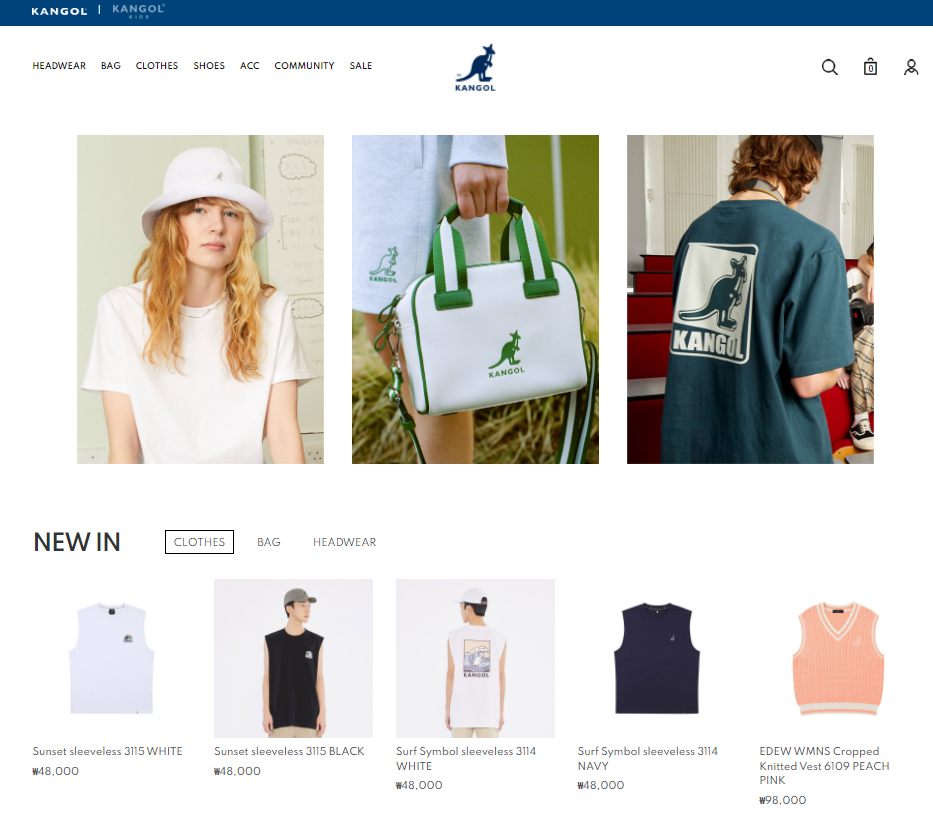 KANGOL | KANGOL
KIDS
HEADWEAR BAG CLOTHES SHOES ACC COMMUNITY SALE
KANGOL
0
KANGOL
KANGOL
KANGOL
NEW IN CLOTHES BAG HEADWEAR
KANGOL
Sunset sleeveless 3115 WHITE
₩48,000
Sunset sleeveless 3115 BLACK
₩48,000
Surf Symbol sleeveless 3114
WHITE
₩48,000
Surf Symbol sleeveless 3114
NAVY
₩48,000
EDEW WMNS Cropped
Knitted Vest 6109 PEACH
PINK
₩98,000